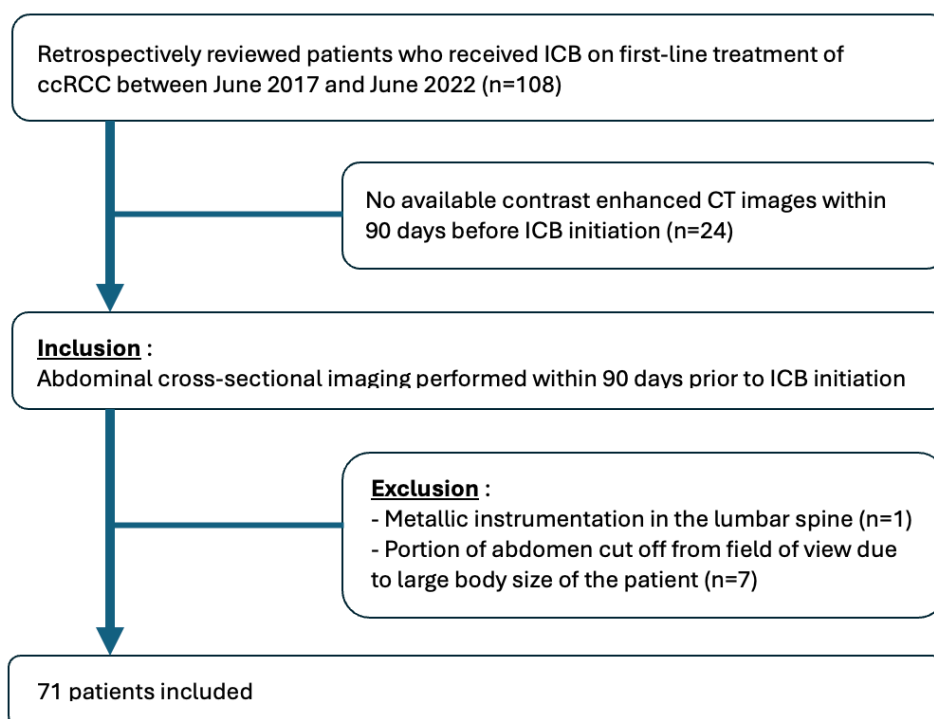 Retrospectively reviewed patients who received ICB on first-line treatment of
ccRCC between June 2017 and June 2022 (n=108)
No available contrast enhanced CT images within
90 days before ICB initiation (n=24)
Inclusion :
Abdominal cross-sectional imaging performed within 90 days prior to ICB initiation
Exclusion :
- Metallic instrumentation in the lumbar spine (n=1)
- Portion of abdomen cut off from field of view due
to large body size of the patient (n=7)
71 patients included